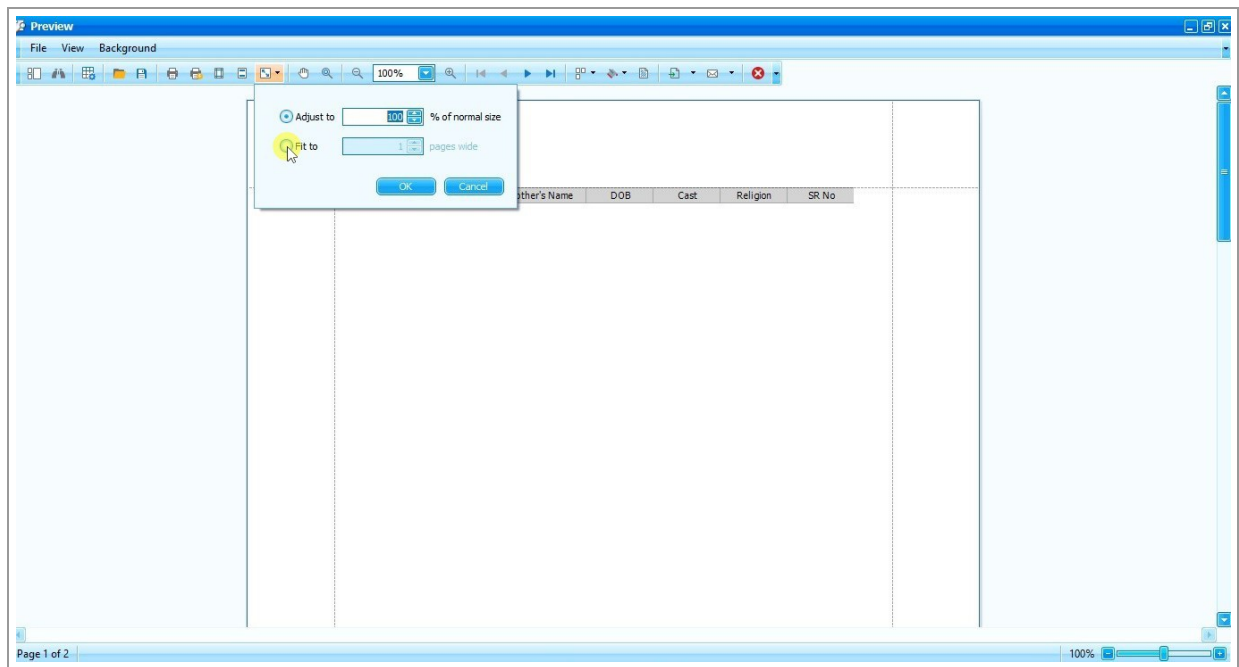 Preview
File View Background
100%
Adjust to 100 % of normal size
Fit to 1 pages wide
OK Cancel
other's Name DOB Cast Religion SR No
Page 1 of 2
100%